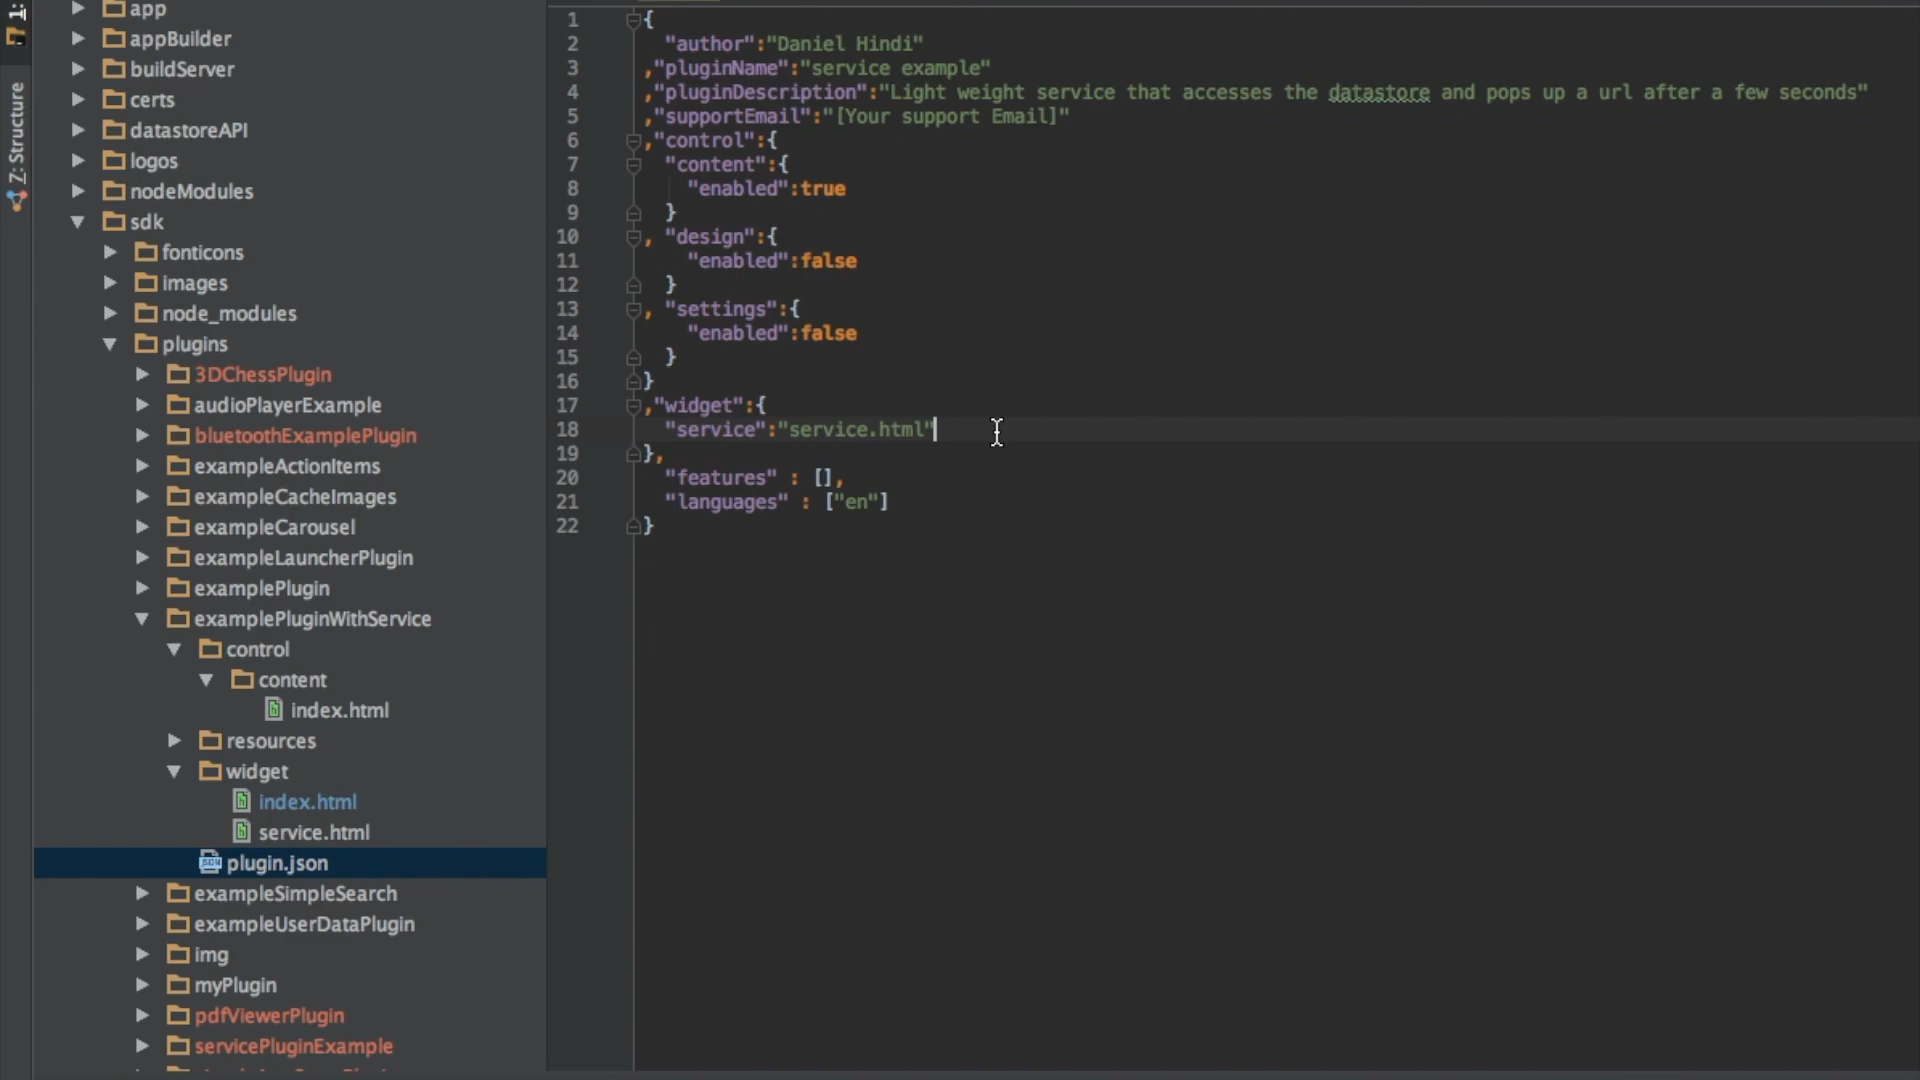 1:
Z: Structure
app
appBuilder
buildServer
certs
datastoreAPI
logos
nodeModules
sdk
fonticons
images
node_modules
plugins
3DChessPlugin
audioPlayerExample
bluetoothExamplePlugin
exampleActionItems
exampleCacheImages
exampleCarousel
exampleLauncherPlugin
examplePlugin
examplePluginWithService
control
content
index.html
resources
widget
index.html
service.html
plugin.json
exampleSimpleSearch
exampleUserDataPlugin
img
myPlugin
pdfViewerPlugin
servicePluginExample
1 {
2 "author":"Daniel Hindi"
3 ,"pluginName":"service example"
4 ,"pluginDescription":"Light weight service that accesses the datastore and pops up a url after a few seconds"
5 ,"supportEmail":"[Your support Email]"
6 ,"control":{
7 "content":{
8 "enabled":true
9 }
10 , "design":{
11 "enabled":false
12 }
13 , "settings":{
14 "enabled":false
15 }
16 }
17 ,"widget":{
18 "service":"service.html"
19 },
20 "features" : [],
21 "languages" : ["en"]
22 }